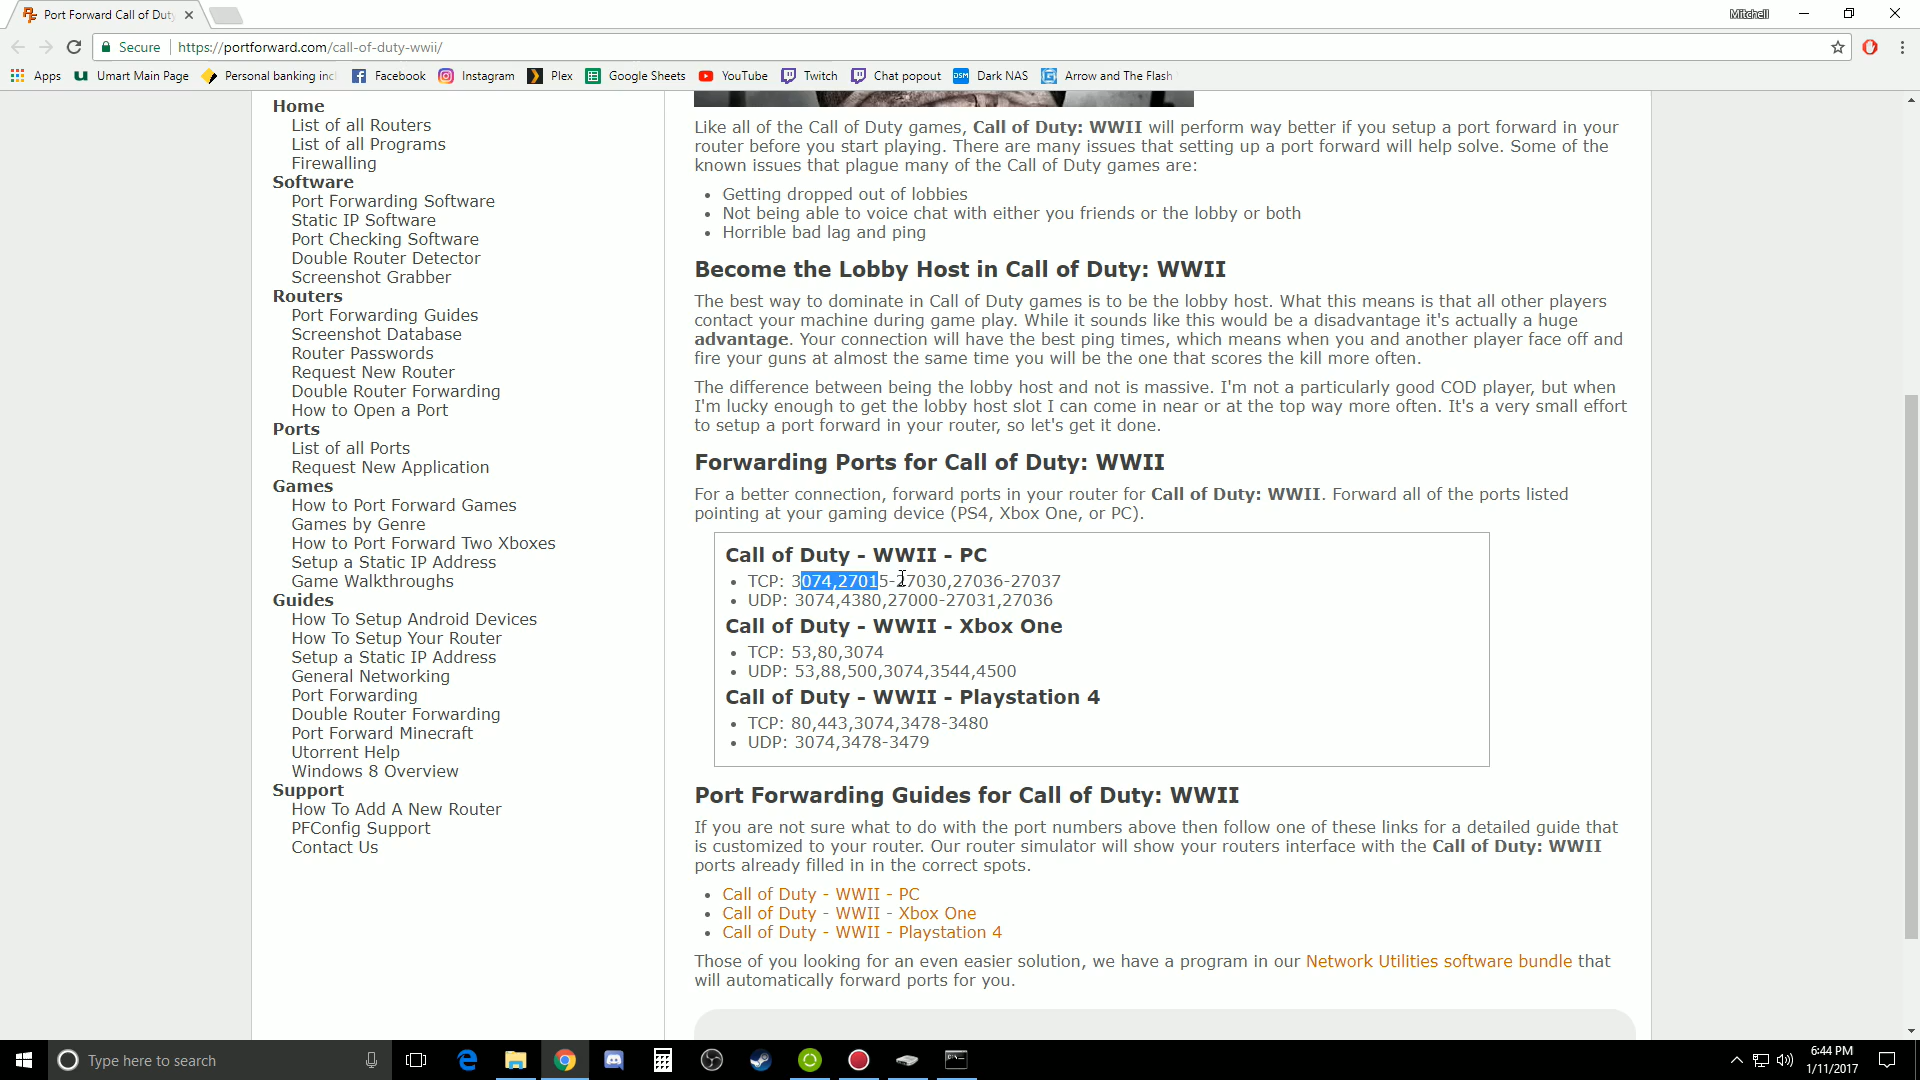 Port Forward Call of Dut
Mitchell
Secure
https://portforward.com/call-of-duty-wwii/
Apps
Umart Main Page
Personal banking inc
Facebook
Instagram
Plex
Google Sheets
YouTube
Twitch
Chat popout
DSM
Dark NAS
Arrow and The Flash
Home
List of all Routers
List of all Programs
Firewalling
Software
Port Forwarding Software
Static IP Software
Port Checking Software
Double Router Detector
Screenshot Grabber
Routers
Port Forwarding Guides
Screenshot Database
Router Passwords
Request New Router
Double Router Forwarding
How to Open a Port
Ports
List of all Ports
Request New Application
Games
How to Port Forward Games
Games by Genre
How to Port Forward Two Xboxes
Setup a Static IP Address
Game Walkthroughs
Guides
How To Setup Android Devices
How To Setup Your Router
Setup a Static IP Address
General Networking
Port Forwarding
Double Router Forwarding
Port Forward Minecraft
Utorrent Help
Windows 8 Overview
Support
How To Add A New Router
PFConfig Support
Contact Us
Like all of the Call of Duty games, Call of Duty: WWII will perform way better if you setup a port forward in your
router before you start playing. There are many issues that setting up a port forward will help solve. Some of the
known issues that plague many of the Call of Duty games are:
• Getting dropped out of lobbies
• Not being able to voice chat with either you friends or the lobby or both
• Horrible bad lag and ping
Become the Lobby Host in Call of Duty: WWII
The best way to dominate in Call of Duty games is to be the lobby host. What this means is that all other players
contact your machine during game play. While it sounds like this would be a disadvantage it's actually a huge
advantage. Your connection will have the best ping times, which means when you and another player face off and
fire your guns at almost the same time you will be the one that scores the kill more often.
The difference between being the lobby host and not is massive. I'm not a particularly good COD player, but when
I'm lucky enough to get the lobby host slot I can come in near or at the top way more often. It's a very small effort
to setup a port forward in your router, so let's get it done.
Forwarding Ports for Call of Duty: WWII
For a better connection, forward ports in your router for Call of Duty: WWII. Forward all of the ports listed
pointing at your gaming device (PS4, Xbox One, or PC).
Call of Duty - WWII - PC
• TCP: 3074,27015-27030,27036-27037
• UDP: 3074,4380,27000-27031,27036
Call of Duty - WWII - Xbox One
• TCP: 53,80,3074
• UDP: 53,88,500,3074,3544,4500
Call of Duty - WWII - Playstation 4
• TCP: 80,443,3074,3478-3480
• UDP: 3074,3478-3479
Port Forwarding Guides for Call of Duty: WWII
If you are not sure what to do with the port numbers above then follow one of these links for a detailed guide that
is customized to your router. Our router simulator will show your routers interface with the Call of Duty: WWII
ports already filled in in the correct spots.
• Call of Duty - WWII - PC
• Call of Duty - WWII - Xbox One
• Call of Duty - WWII - Playstation 4
Those of you looking for an even easier solution, we have a program in our Network Utilities software bundle that
will automatically forward ports for you.
Type here to search
6:44 PM
1/11/2017